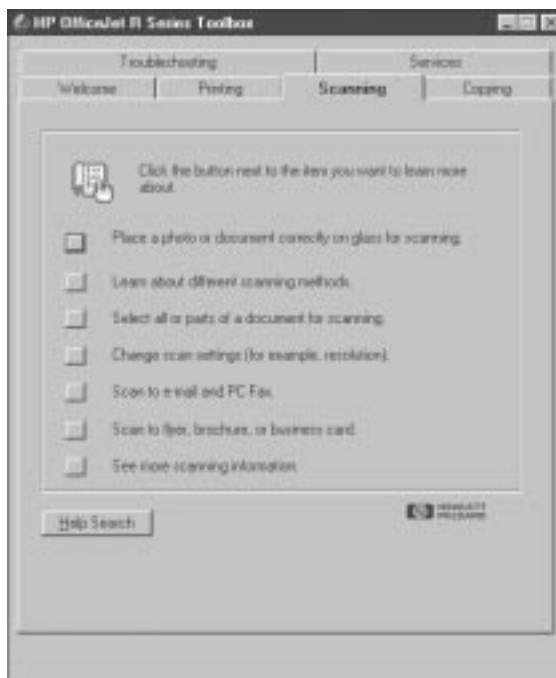 HP OfficeJet R Series Toolbox
Troubleshooting Services
Welcome Printing Scanning Copying
Click the button next to the item you want to learn more
about.
Place a photo or document correctly on glass for scanning.
Learn about different scanning methods.
Select all or parts of a document for scanning.
Change scan settings (for example, resolution).
Scan to e-mail and PC Fax.
Scan to flyer, brochure, or business card.
See more scanning information.
Help Search
HEWLETT
PACKARD